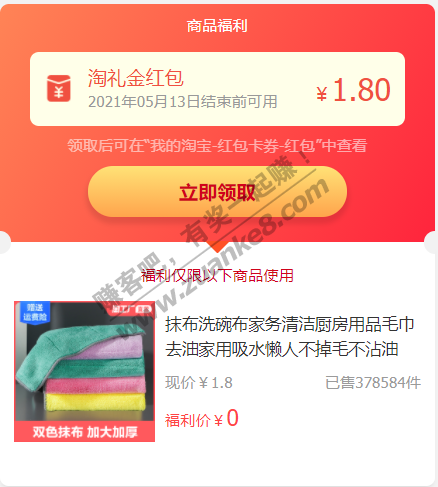 商品福利
淘礼金红包
2021年05月13日结束前可用
￥1.80
领取后可在“我的淘宝-红包卡券-红包”中查看
立即领取
赚客吧，有奖一起赚！
www.zuanke8.com
福利仅限以下商品使用
赠送
运费险
抹布洗碗布家务清洁厨房用品毛巾
去油家用吸水懒人不掉毛不沾油
现价￥1.8
已售378584件
福利价￥0
双色抹布 加大加厚